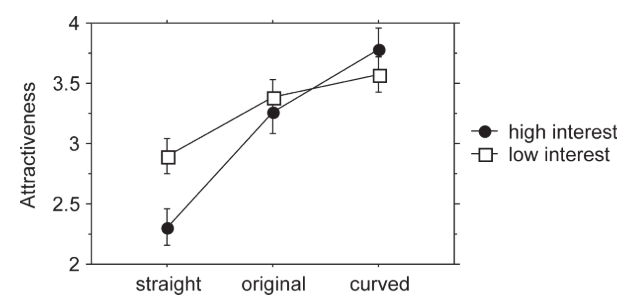 4
3.5
3
2.5
2
Attractiveness
straight original curved
high interest
low interest